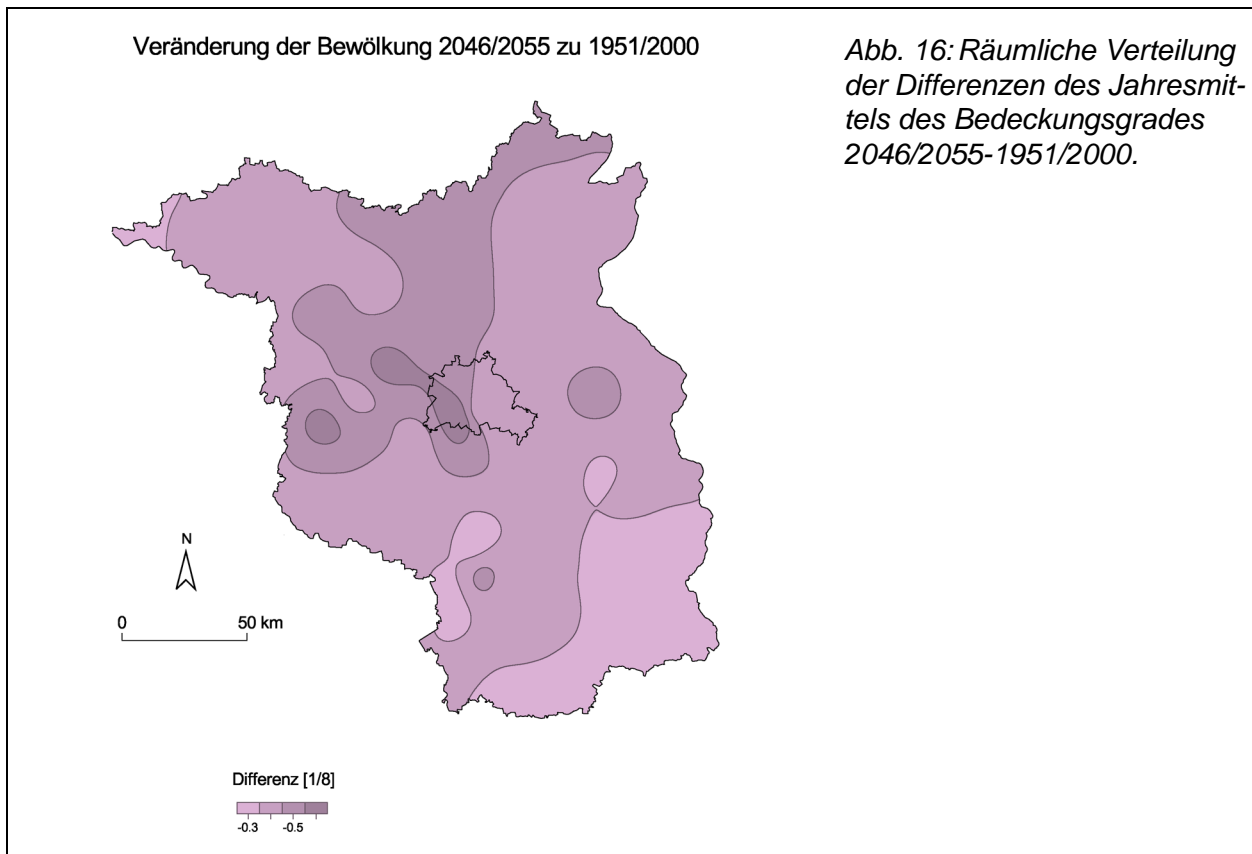 Veränderung der Bewölkung 2046/2055 zu 1951/2000
Abb. 16: Räumliche Verteilung
der Differenzen des Jahresmit-
tels des Bedeckungsgrades
2046/2055-1951/2000.
N
0 50 km
Differenz [1/8]
-0.3 -0.5